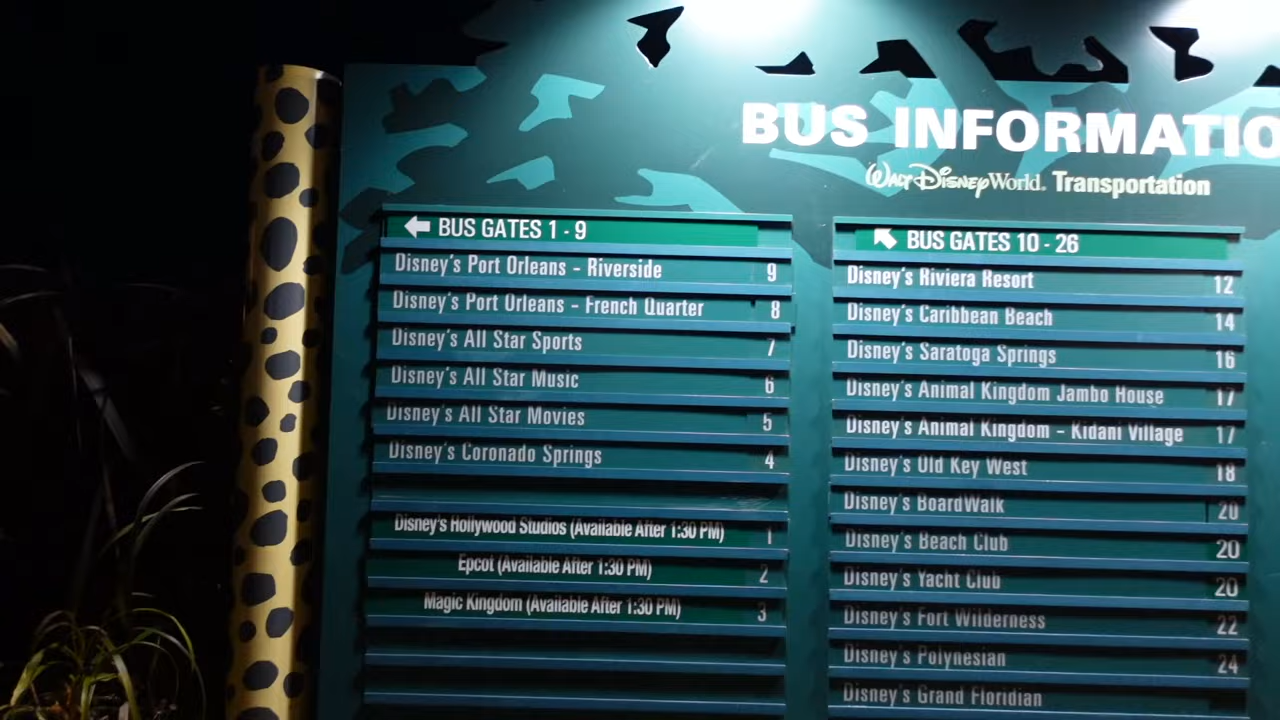 BUS INFORMATIO
Walt Disney World. Transportation
← BUS GATES 1 - 9
Disney's Port Orleans - Riverside 9
Disney's Port Orleans - French Quarter 8
Disney's All Star Sports 7
Disney's All Star Music 6
Disney's All Star Movies 5
Disney's Coronado Springs 4
Disney's Hollywood Studios (Available After 1:30 PM) 1
Epcot (Available After 1:30 PM) 2
Magic Kingdom (Available After 1:30 PM) 3
↖ BUS GATES 10 - 26
Disney's Riviera Resort 12
Disney's Caribbean Beach 14
Disney's Saratoga Springs 16
Disney's Animal Kingdom Jambo House 17
Disney's Animal Kingdom - Kidani Village 17
Disney's Old Key West 18
Disney's BoardWalk 20
Disney's Beach Club 20
Disney's Yacht Club 20
Disney's Fort Wilderness 22
Disney's Polynesian 24
Disney's Grand Floridian